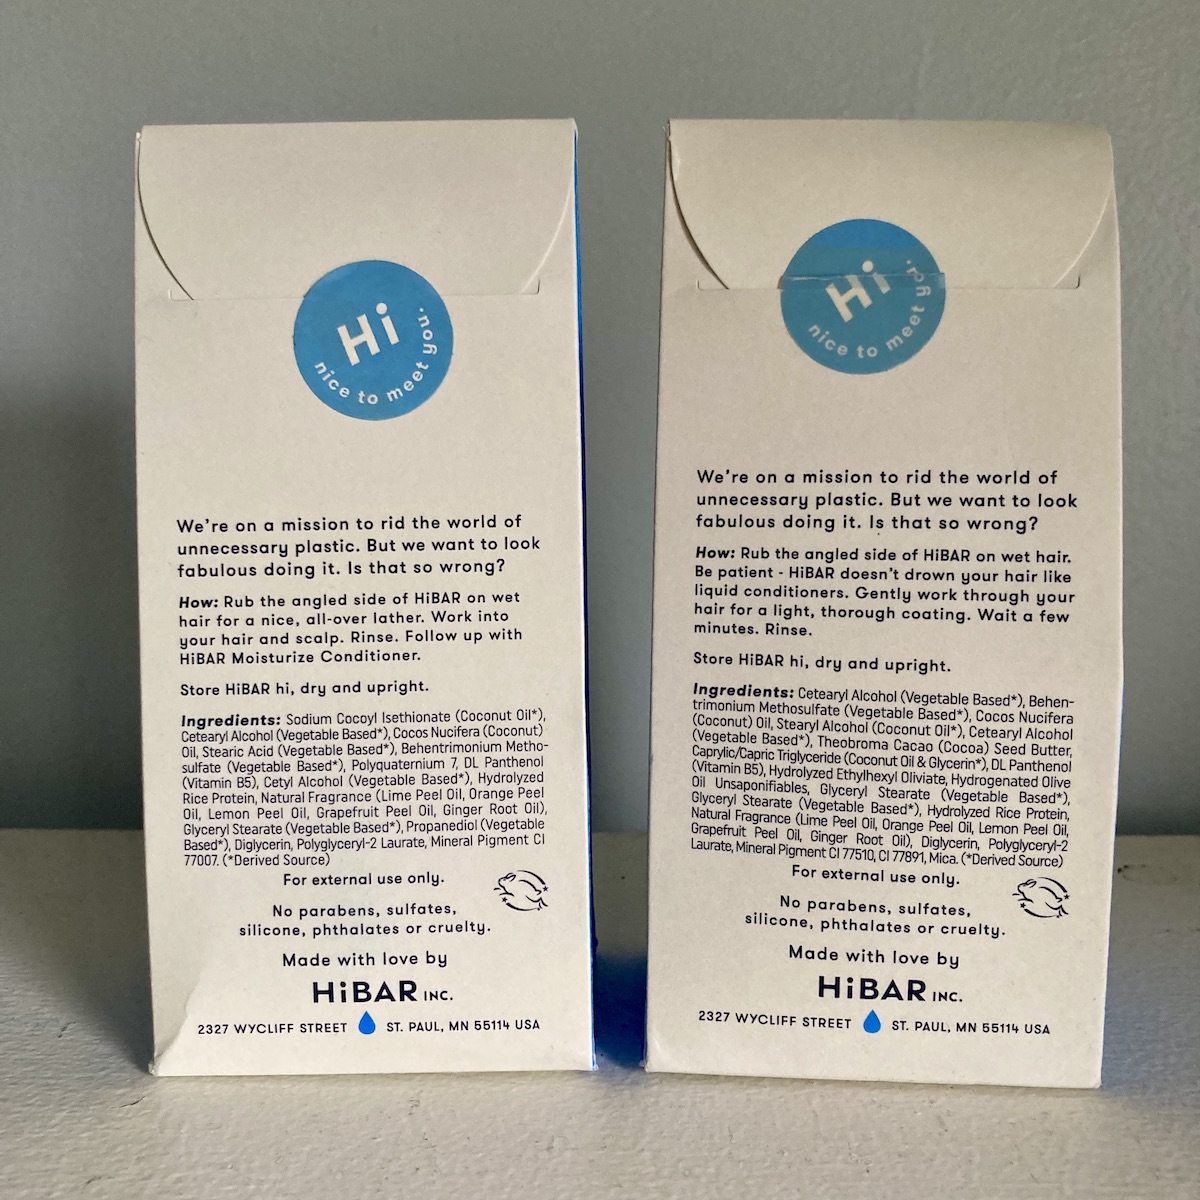 Hi
nice to meet you.
We're on a mission to rid the world of
unnecessary plastic. But we want to look
fabulous doing it. Is that so wrong?
How: Rub the angled side of HiBAR on wet
hair for a nice, all-over lather. Work into
your hair and scalp. Rinse. Follow up with
HiBAR Moisturize Conditioner.
Store HiBAR hi, dry and upright.
Ingredients: Sodium Cocoyl Isethionate (Coconut Oil*),
Cetearyl Alcohol (Vegetable Based*), Cocos Nucifera (Coconut)
Oil, Stearic Acid (Vegetable Based*), Behentrimonium Metho-
sulfate (Vegetable Based*), Polyquaternium 7, DL Panthenol
(Vitamin B5), Cetyl Alcohol (Vegetable Based*), Hydrolyzed
Rice Protein, Natural Fragrance (Lime Peel Oil, Orange Peel
Oil, Lemon Peel Oil, Grapefruit Peel Oil, Ginger Root Oil),
Glyceryl Stearate (Vegetable Based*), Propanediol (Vegetable
Based*), Diglycerin, Polyglyceryl-2 Laurate, Mineral Pigment CI
77007. (*Derived Source)
For external use only.
No parabens, sulfates,
silicone, phthalates or cruelty.
Made with love by
HiBAR INC.
2327 WYCLIFF STREET ST. PAUL, MN 55114 USA
Hi
nice to meet you.
We're on a mission to rid the world of
unnecessary plastic. But we want to look
fabulous doing it. Is that so wrong?
How: Rub the angled side of HiBAR on wet hair.
Be patient - HiBAR doesn't drown your hair like
liquid conditioners. Gently work through your
hair for a light, thorough coating. Wait a few
minutes. Rinse.
Store HiBAR hi, dry and upright.
Ingredients: Cetearyl Alcohol (Vegetable Based*), Behen-
trimonium Methosulfate (Vegetable Based*), Cocos Nucifera
(Coconut) Oil, Stearyl Alcohol (Coconut Oil*), Cetearyl Alcohol
(Vegetable Based*), Theobroma Cacao (Cocoa) Seed Butter,
Caprylic/Capric Triglyceride (Coconut Oil & Glycerin*), DL Panthenol
(Vitamin B5), Hydrolyzed Ethylhexyl Oliviate, Hydrogenated Olive
Oil Unsaponifiables, Glyceryl Stearate (Vegetable Based*),
Glyceryl Stearate (Vegetable Based*), Hydrolyzed Rice Protein,
Natural Fragrance (Lime Peel Oil, Orange Peel Oil, Lemon Peel Oil,
Grapefruit Peel Oil, Ginger Root Oil), Diglycerin, Polyglyceryl-2
Laurate, Mineral Pigment CI 77510, CI 77891, Mica. (*Derived Source)
For external use only.
No parabens, sulfates,
silicone, phthalates or cruelty.
Made with love by
HiBAR INC.
2327 WYCLIFF STREET ST. PAUL, MN 55114 USA